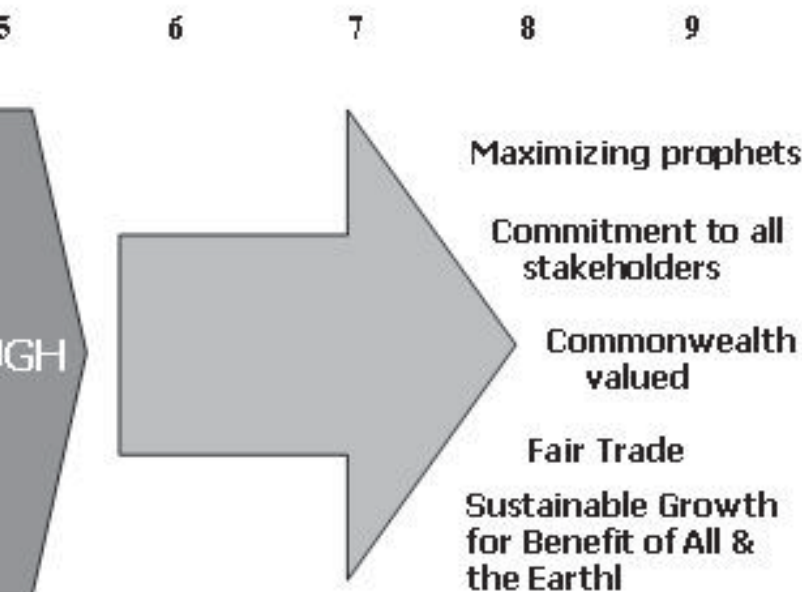 5 6 7 8 9
Maximizing prophets
Commitment to all
stakeholders
Commonwealth
valued
UGH
Fair Trade
Sustainable Growth
for Benefit of All &
the Earthl